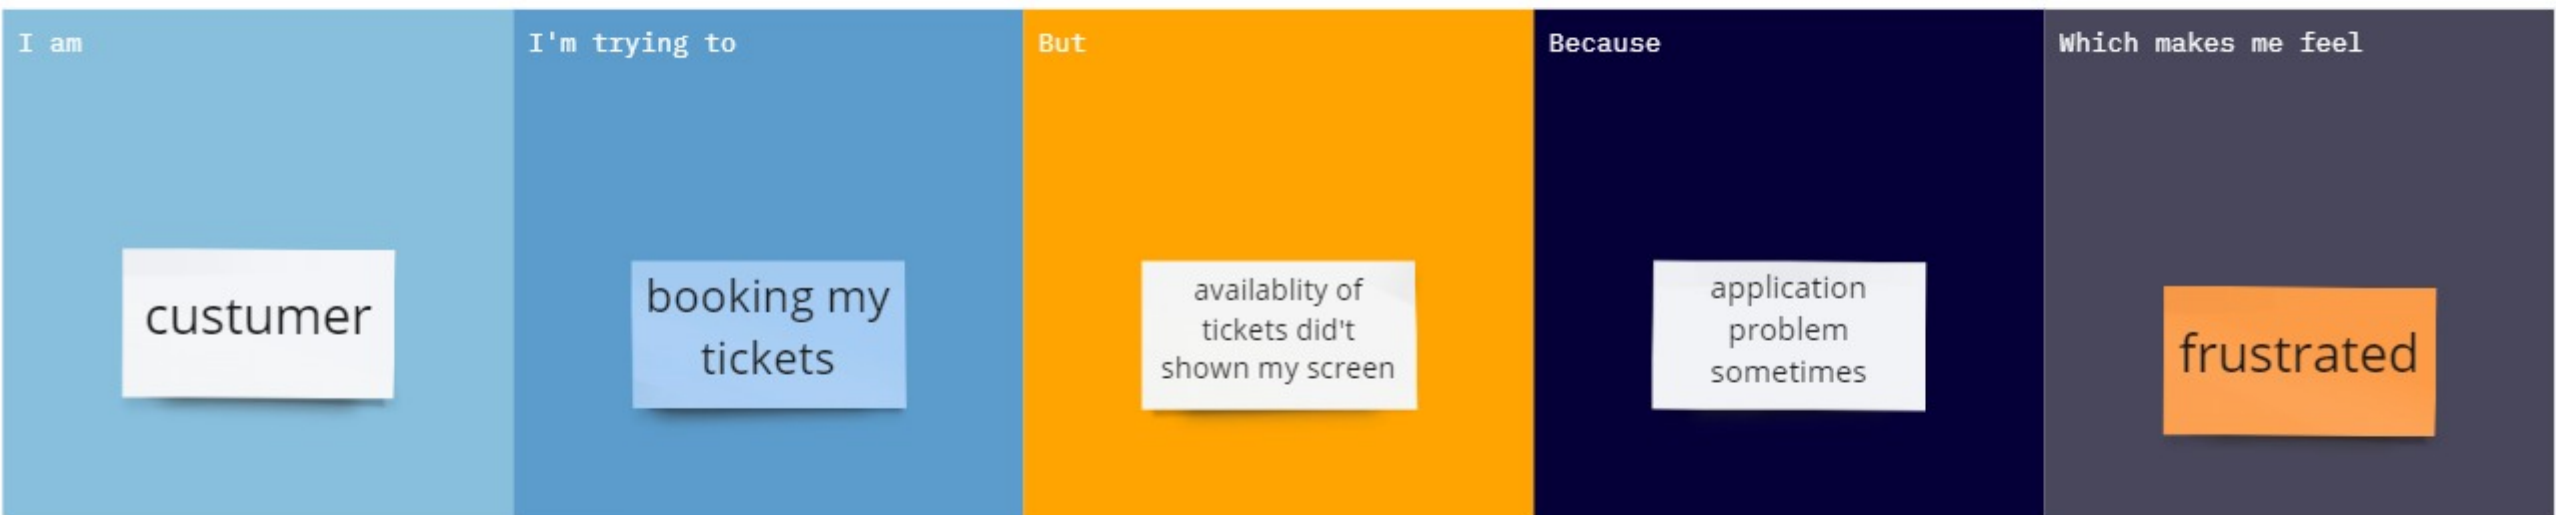 I am
custumer
I'm trying to
booking my
tickets
But
availablity of
tickets did't
shown my screen
Because
application
problem
sometimes
Which makes me feel
frustrated